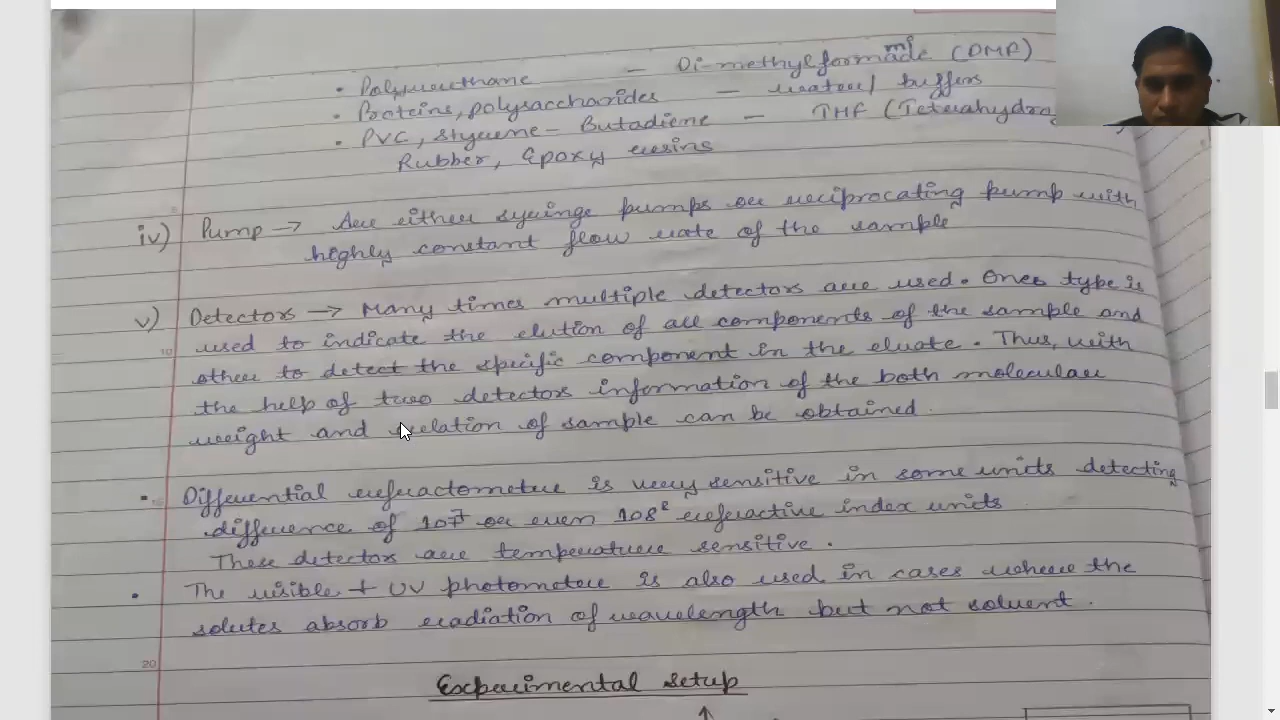 • Polyurethane — Di-methylformamide (DMF)
• Proteins, polysaccharides — water / buffers
• PVC, Styrene - Butadiene — THF (Tetrahydra
Rubber, Epoxy resins
iv) Pump → Are either syringe pumps or reciprocating pump with
highly constant flow rate of the sample
v) Detectors → Many times multiple detectors are used. One type is
used to indicate the elution of all components of the sample and
10
other to detect the specific component in the eluate. Thus, with
the help of two detectors information of the both molecular
weight and relation of sample can be obtained.
• Differential refractometer is very sensitive in some units detecting
difference of or even refractive index units
These detectors are temperature sensitive.
• The visible + UV photometer is also used in cases where the
solutes absorb radiation of wavelength but not solvent.
20
Experimental setup